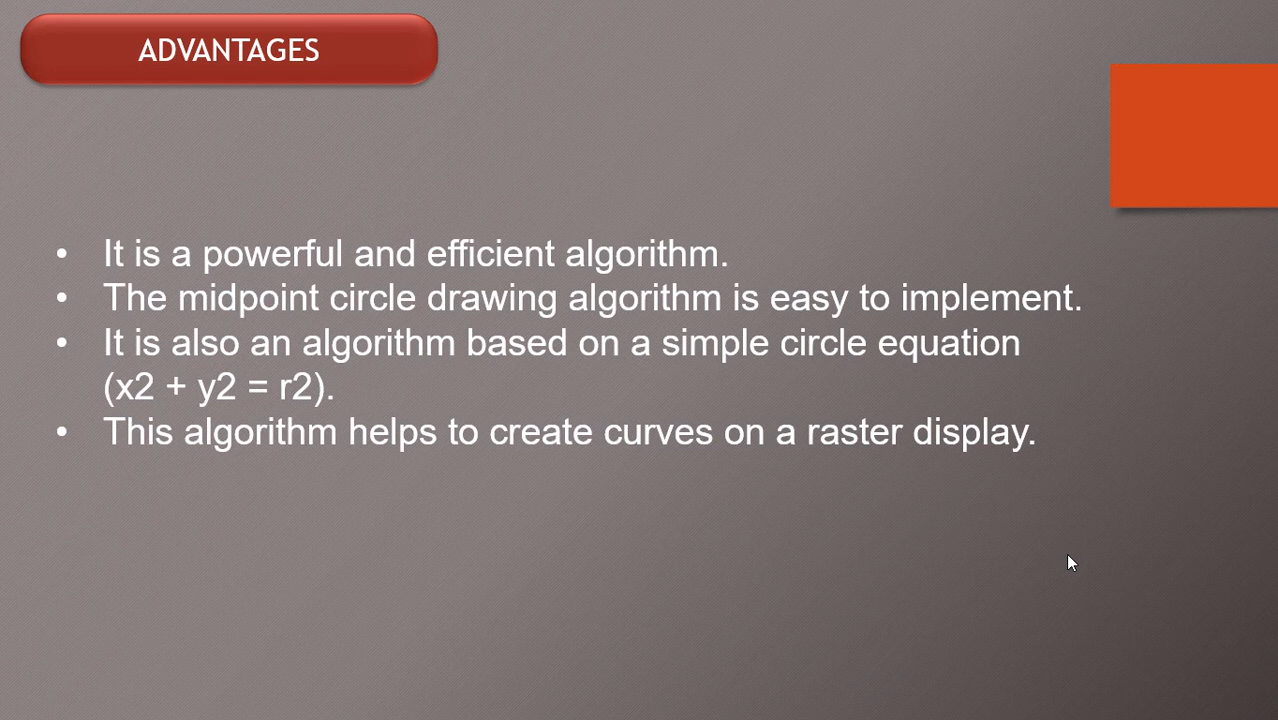 ADVANTAGES
• It is a powerful and efficient algorithm.
• The midpoint circle drawing algorithm is easy to implement.
• It is also an algorithm based on a simple circle equation
(x2 + y2 = r2).
• This algorithm helps to create curves on a raster display.